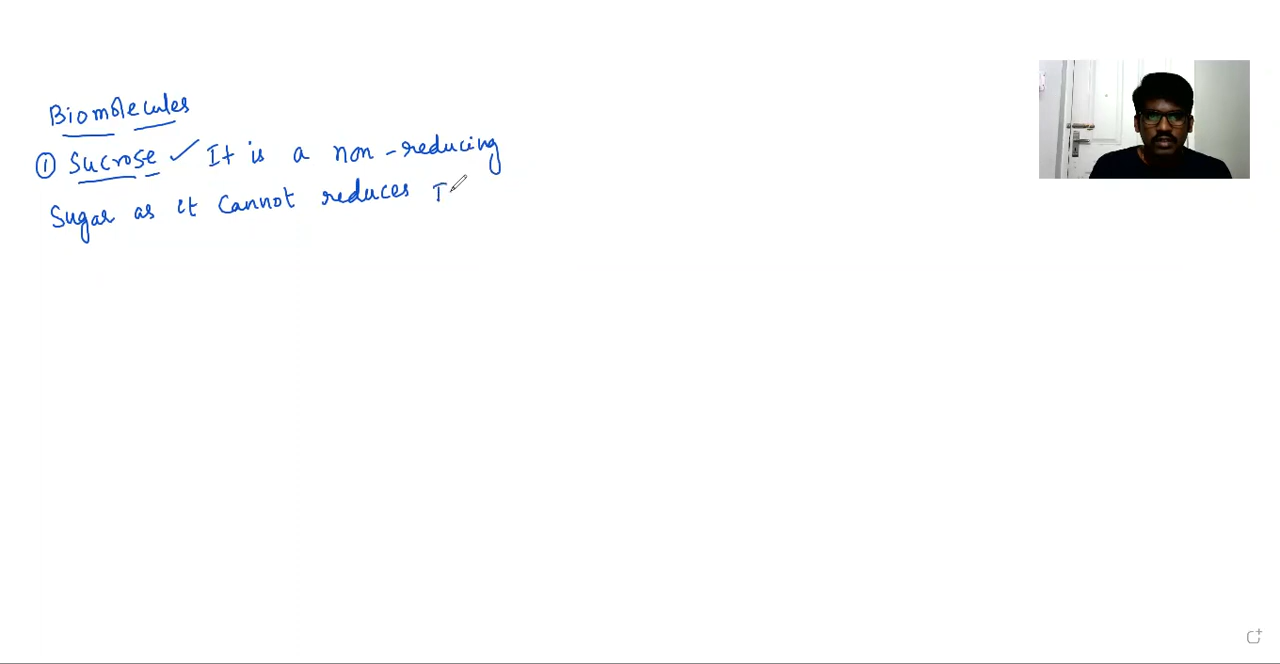 Biomolecules
① Sucrose ✓ It is a non-reducing
Sugar as it cannot reduces T